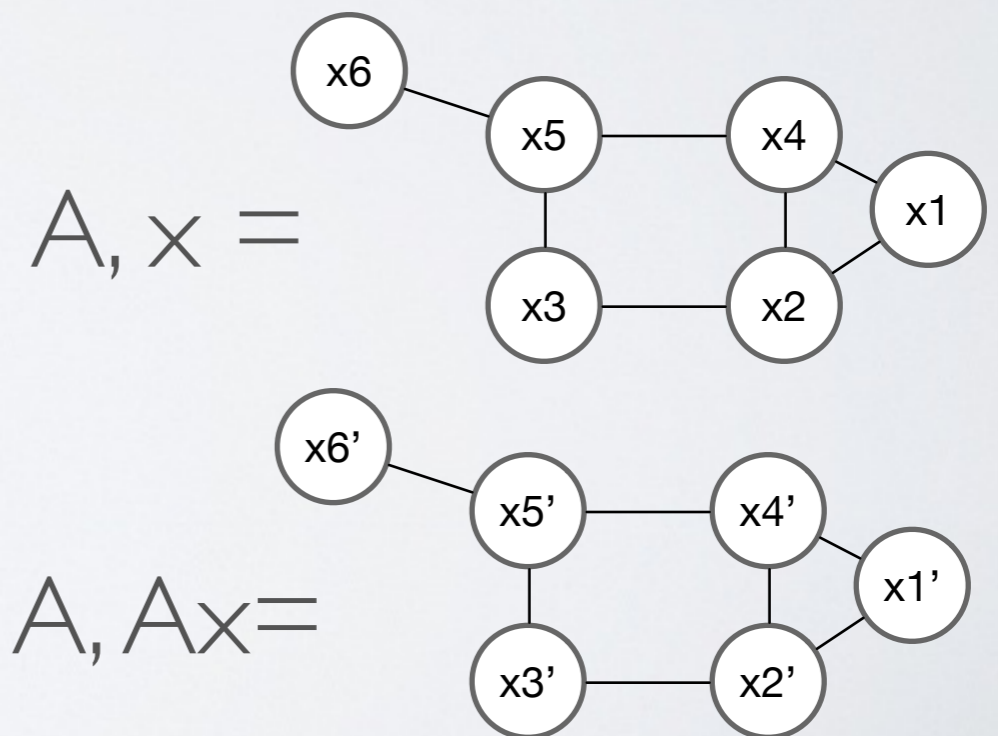 x6
x5 x4
x1
A, x =
x3 x2
x6’
x5’ x4’
x1’
A, Ax=
x3’ x2’